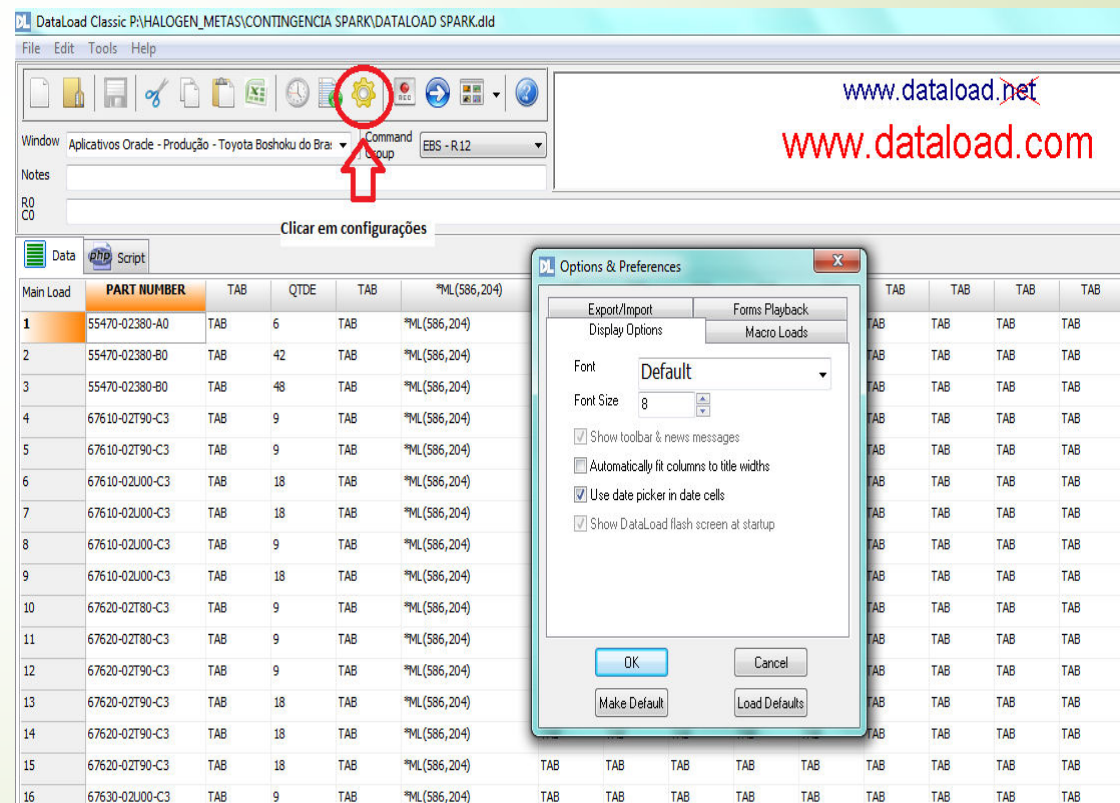 DataLoad Classic P:\HALOGEN_METAS\CONTINGENCIA SPARK\DATALOAD SPARK.dld
File Edit Tools Help
www.dataload.net
www.dataload.com
Window Aplicativos Oracle - Produção - Toyota Boshoku do Bra: Command Group EBS - R12
Notes
R0
C0
Clicar em configurações
Data php Script
Main Load PART NUMBER TAB QTDE TAB *ML(586,204) TAB TAB TAB TAB
1 55470-02380-A0 TAB 6 TAB *ML(586,204) TAB TAB TAB TAB
2 55470-02380-B0 TAB 42 TAB *ML(586,204) TAB TAB TAB TAB
3 55470-02380-B0 TAB 48 TAB *ML(586,204) TAB TAB TAB TAB
4 67610-02T90-C3 TAB 9 TAB *ML(586,204) TAB TAB TAB TAB
5 67610-02T90-C3 TAB 9 TAB *ML(586,204) TAB TAB TAB TAB
6 67610-02U00-C3 TAB 18 TAB *ML(586,204) TAB TAB TAB TAB
7 67610-02U00-C3 TAB 18 TAB *ML(586,204) TAB TAB TAB TAB
8 67610-02U00-C3 TAB 9 TAB *ML(586,204) TAB TAB TAB TAB
9 67610-02U00-C3 TAB 18 TAB *ML(586,204) TAB TAB TAB TAB
10 67620-02T80-C3 TAB 9 TAB *ML(586,204) TAB TAB TAB TAB
11 67620-02T80-C3 TAB 9 TAB *ML(586,204) TAB TAB TAB TAB
12 67620-02T90-C3 TAB 9 TAB *ML(586,204) TAB TAB TAB TAB
13 67620-02T90-C3 TAB 18 TAB *ML(586,204) TAB TAB TAB TAB
14 67620-02T90-C3 TAB 18 TAB *ML(586,204) TAB TAB TAB TAB
15 67620-02T90-C3 TAB 18 TAB *ML(586,204) TAB TAB TAB TAB TAB TAB TAB TAB TAB
16 67630-02U00-C3 TAB 9 TAB *ML(586,204) TAB TAB TAB TAB TAB TAB TAB TAB TAB
Options & Preferences
Export/Import Forms Playback
Display Options Macro Loads
Font Default
Font Size 8
Show toolbar & news messages
Automatically fit columns to title widths
Use date picker in date cells
Show DataLoad flash screen at startup
OK Cancel
Make Default Load Defaults